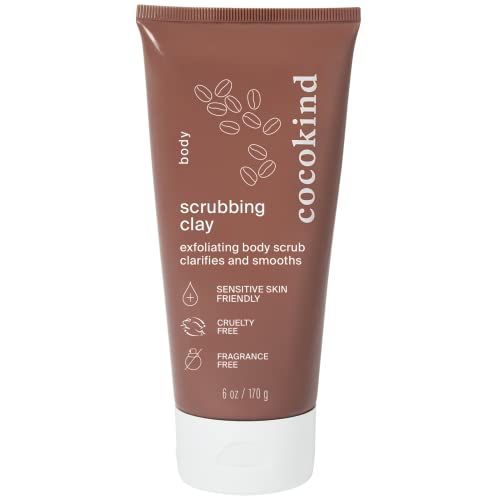 cocokind
body
scrubbing
clay
exfoliating body scrub
clarifies and smooths
SENSITIVE SKIN
FRIENDLY
CRUELTY
FREE
FRAGRANCE
FREE
6 oz / 170 g